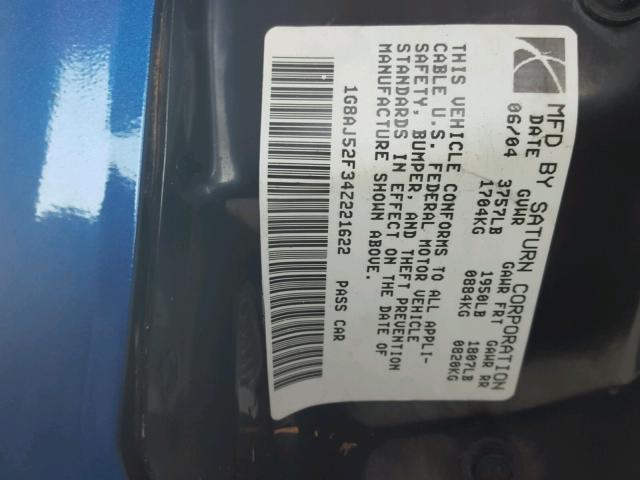 MFD BY SATURN CORPORATION
DATE GVWR GAWR FRT GAWR RR
06/04 3757LB 1950LB 1807LB
1704KG 0884KG 0820KG
THIS VEHICLE CONFORMS TO ALL APPLI-
CABLE U.S. FEDERAL MOTOR VEHICLE
SAFETY, BUMPER, AND THEFT PREVENTION
STANDARDS IN EFFECT ON THE DATE OF
MANUFACTURE SHOWN ABOVE.
1G8AJ52F34Z221622 PASS CAR